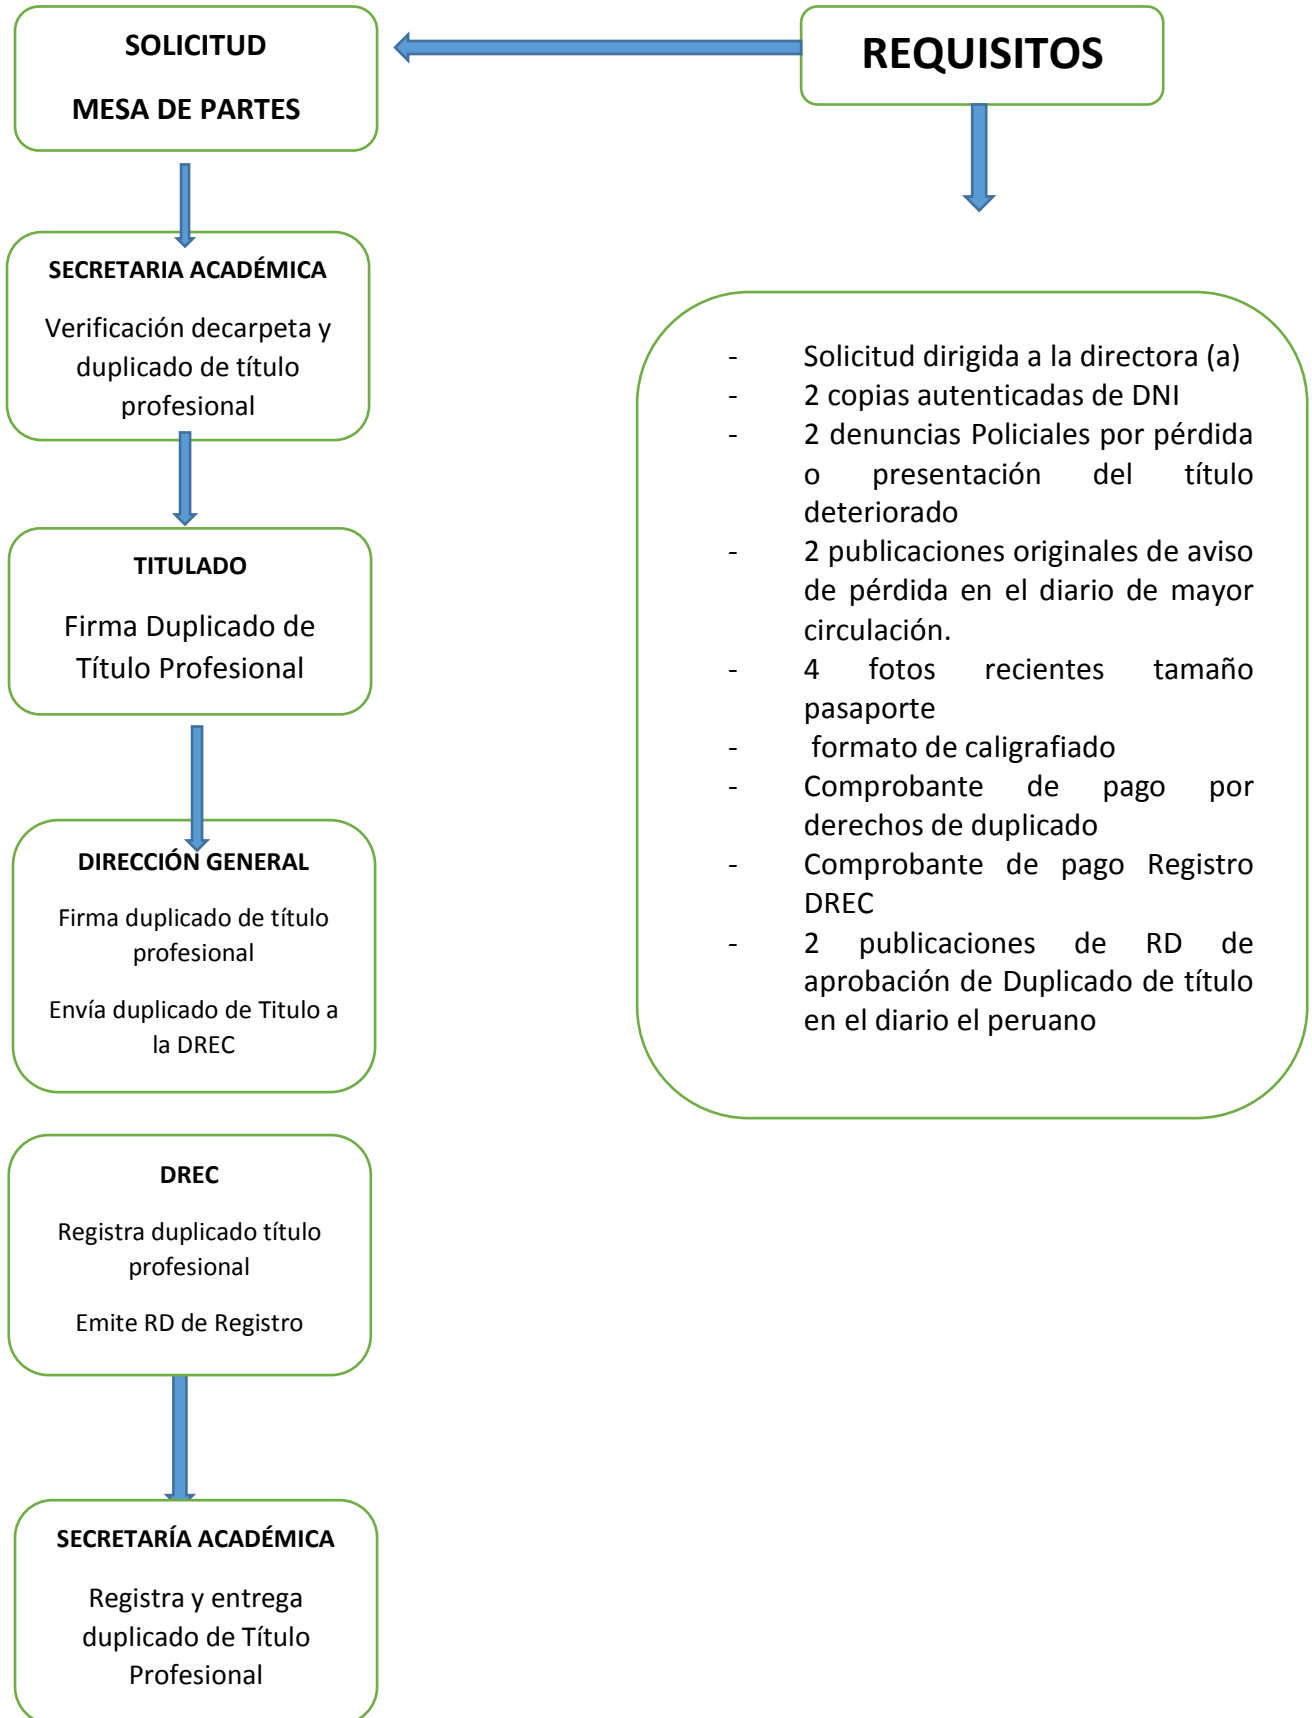 SOLICITUD
MESA DE PARTES
REQUISITOS
SECRETARIA ACADÉMICA
Verificación decarpeta y
duplicado de título
profesional
TITULADO
Firma Duplicado de
Título Profesional
DIRECCIÓN GENERAL
Firma duplicado de título
profesional
Envía duplicado de Titulo a
la DREC
DREC
Registra duplicado título
profesional
Emite RD de Registro
SECRETARÍA ACADÉMICA
Registra y entrega
duplicado de Título
Profesional
- Solicitud dirigida a la directora (a)
- 2 copias autenticadas de DNI
- 2 denuncias Policiales por pérdida
o presentación del título
deteriorado
- 2 publicaciones originales de aviso
de pérdida en el diario de mayor
circulación.
- 4 fotos recientes tamaño
pasaporte
- formato de caligrafiado
- Comprobante de pago por
derechos de duplicado
- Comprobante de pago Registro
DREC
- 2 publicaciones de RD de
aprobación de Duplicado de título
en el diario el peruano